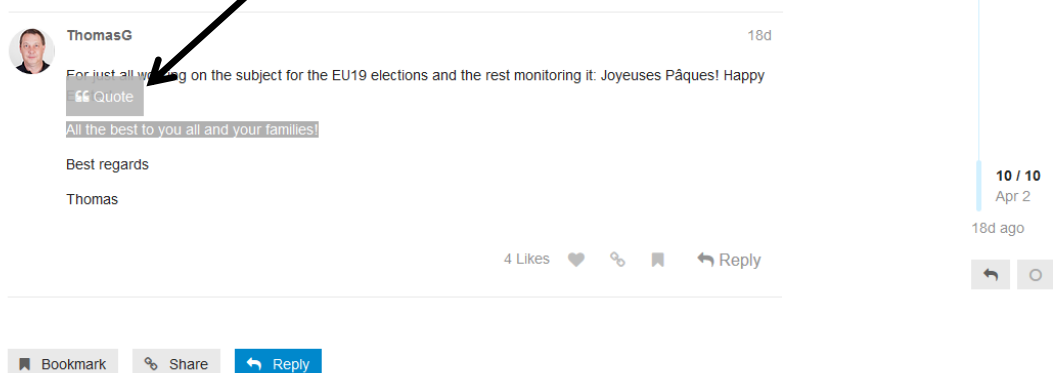 ThomasG 18d
For just all working on the subject for the EU19 elections and the rest monitoring it: Joyeuses Pâques! Happy
Quote
All the best to you all and your families!
Best regards
Thomas
4 Likes Reply
10 / 10
Apr 2
18d ago
Bookmark Share Reply